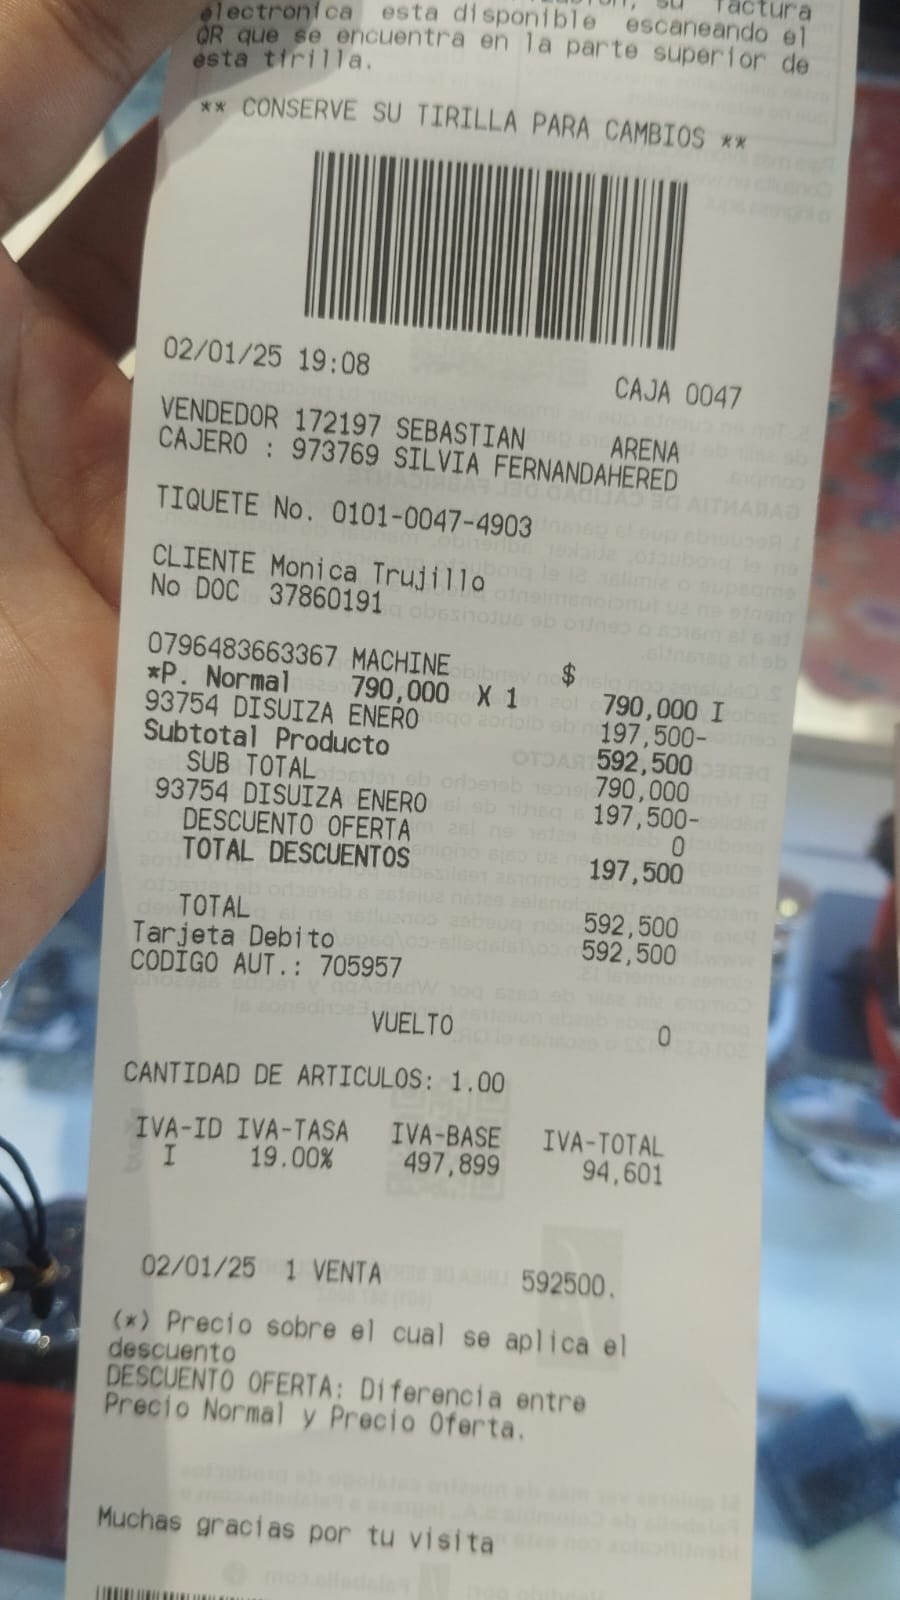 su factura
electronica esta disponible escaneando el
QR que se encuentra en la parte superior de
esta tirilla.
** CONSERVE SU TIRILLA PARA CAMBIOS **
02/01/25 19:08 CAJA 0047
VENDEDOR 172197 SEBASTIAN ARENA
CAJERO : 973769 SILVIA FERNANDAHERED
TIQUETE No. 0101-0047-4903
CLIENTE Monica Trujillo
No DOC 37860191
0796483663367 MACHINE $
*P. Normal 790,000 X 1 790,000 I
93754 DISUIZA ENERO 197,500-
Subtotal Producto 592,500
SUB TOTAL 790,000
93754 DISUIZA ENERO 197,500-
DESCUENTO OFERTA 0
TOTAL DESCUENTOS 197,500
TOTAL 592,500
Tarjeta Debito 592,500
CODIGO AUT.: 705957
VUELTO 0
CANTIDAD DE ARTICULOS: 1.00
IVA-ID IVA-TASA IVA-BASE IVA-TOTAL
I 19.00% 497,899 94,601
02/01/25 1 VENTA 592500.
(*) Precio sobre el cual se aplica el
descuento
DESCUENTO OFERTA: Diferencia entre
Precio Normal y Precio Oferta.
Muchas gracias por tu visita